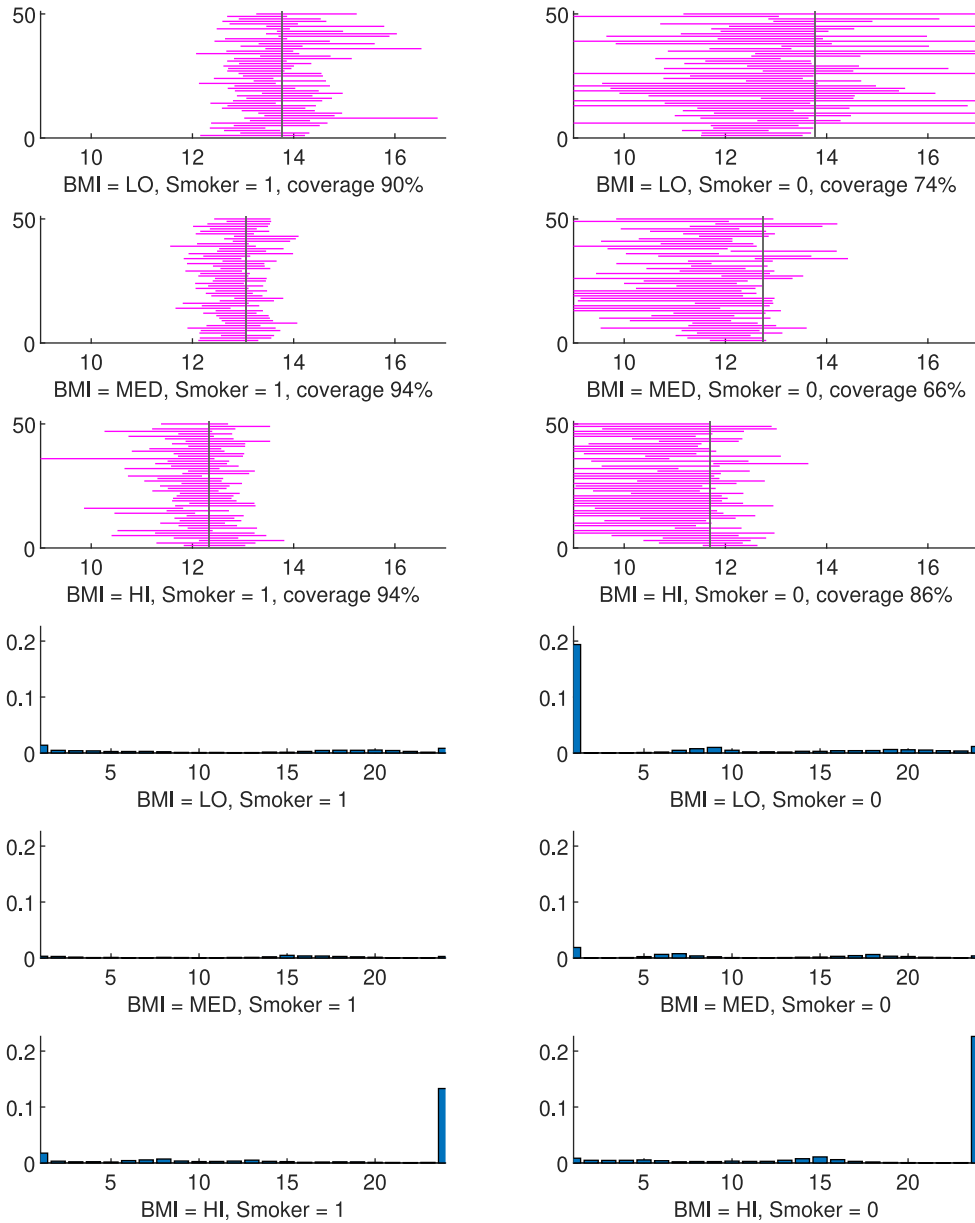 50 50
0 0
10 12 14 16 10 12 14 16
BMI = LO, Smoker = 1, coverage 90% BMI = LO, Smoker = 0, coverage 74%
50 50
0 0
10 12 14 16 10 12 14 16
BMI = MED, Smoker = 1, coverage 94% BMI = MED, Smoker = 0, coverage 66%
50 50
0 0
10 12 14 16 10 12 14 16
BMI = HI, Smoker = 1, coverage 94% BMI = HI, Smoker = 0, coverage 86%
0.2 0.2
0.1 0.1
0 0
5 10 15 20 5 10 15 20
BMI = LO, Smoker = 1 BMI = LO, Smoker = 0
0.2 0.2
0.1 0.1
0 0
5 10 15 20 5 10 15 20
BMI = MED, Smoker = 1 BMI = MED, Smoker = 0
0.2 0.2
0.1 0.1
0 0
5 10 15 20 5 10 15 20
BMI = HI, Smoker = 1 BMI = HI, Smoker = 0